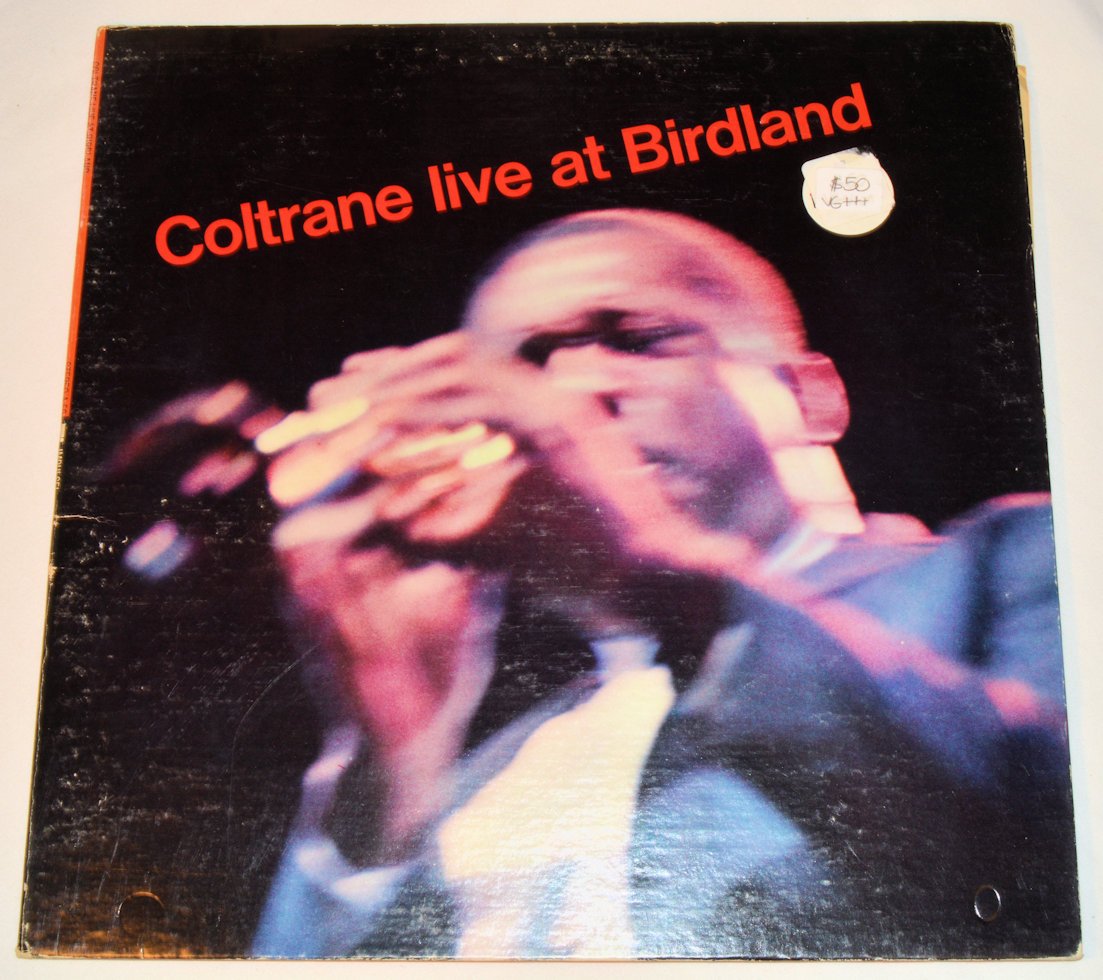 Coltrane live at Birdland
$50
VG+++